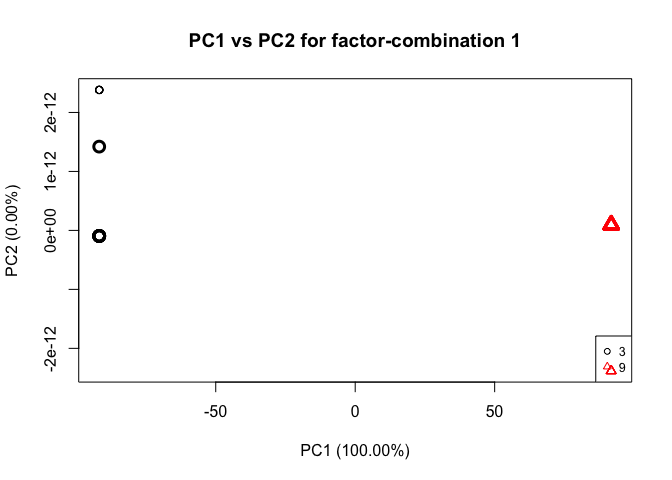 PC1 vs PC2 for factor-combination 1
PC2 (0.00%)
2e-12
1e-12
0e+00
-2e-12
3
9
-50
0
50
PC1 (100.00%)